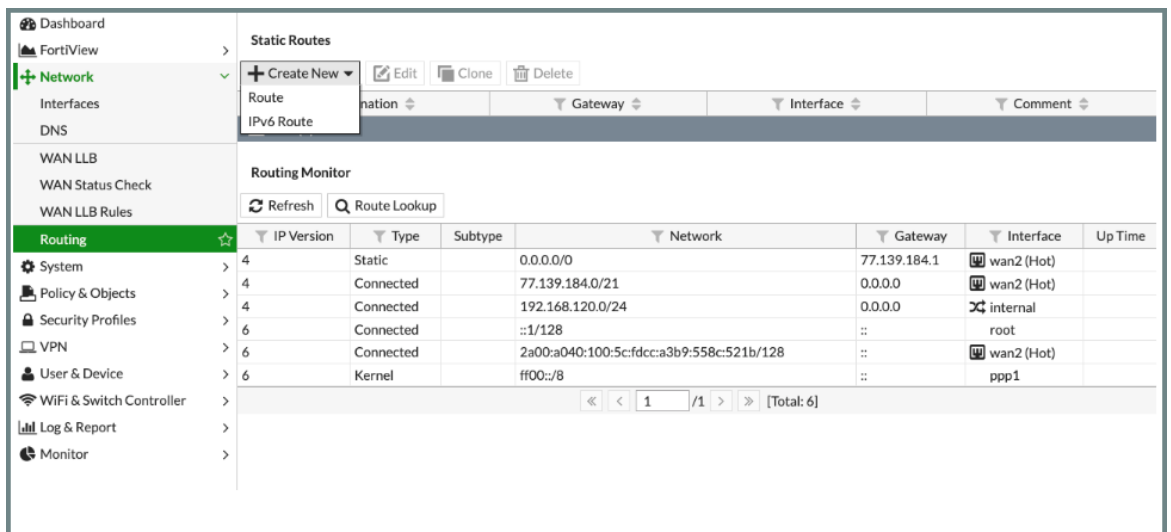 Dashboard
FortiView
Network
Interfaces
DNS
WAN LLB
WAN Status Check
WAN LLB Rules
Routing
System
Policy & Objects
Security Profiles
VPN
User & Device
WiFi & Switch Controller
Log & Report
Monitor
Static Routes
Create New Edit Clone Delete
Route
IPv6 Route
Gateway Interface Comment
Routing Monitor
Refresh Route Lookup
IP Version Type Subtype Network Gateway Interface Up Time
4 Static 0.0.0.0/0 77.139.184.1 wan2 (Hot)
4 Connected 77.139.184.0/21 0.0.0.0 wan2 (Hot)
4 Connected 192.168.120.0/24 0.0.0.0 internal
6 Connected ::1/128 :: root
6 Connected 2a00:a040:100:5c:fdcc:a3b9:558c:521b/128 :: wan2 (Hot)
6 Kernel ff00::/8 :: ppp1
« < 1 /1 > » [Total: 6]